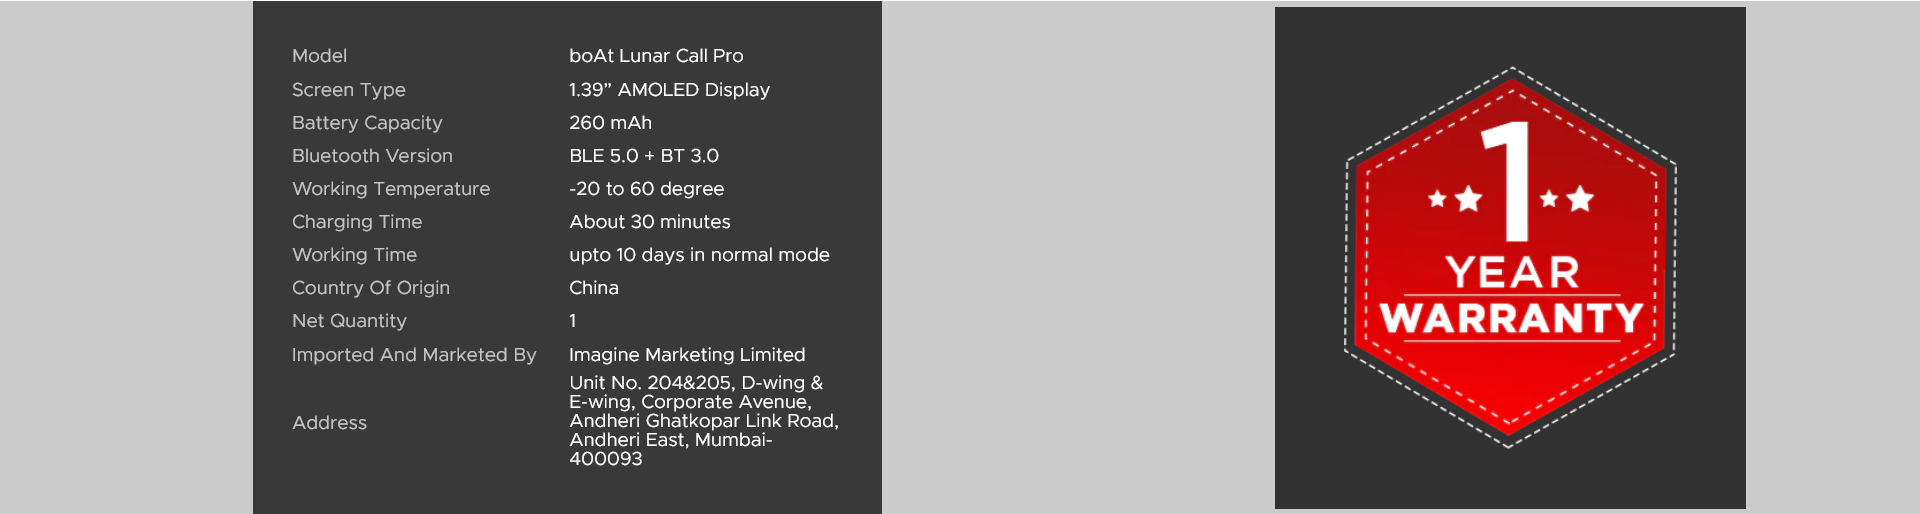 Model boAt Lunar Call Pro
Screen Type 1.39” AMOLED Display
Battery Capacity 260 mAh
Bluetooth Version BLE 5.0 + BT 3.0
Working Temperature -20 to 60 degree
Charging Time About 30 minutes
Working Time upto 10 days in normal mode
Country Of Origin China
Net Quantity 1
Imported And Marketed By Imagine Marketing Limited
Address
Unit No. 204&205, D-wing &
E-wing, Corporate Avenue,
Andheri Ghatkopar Link Road,
Andheri East, Mumbai-
400093
1
YEAR
WARRANTY